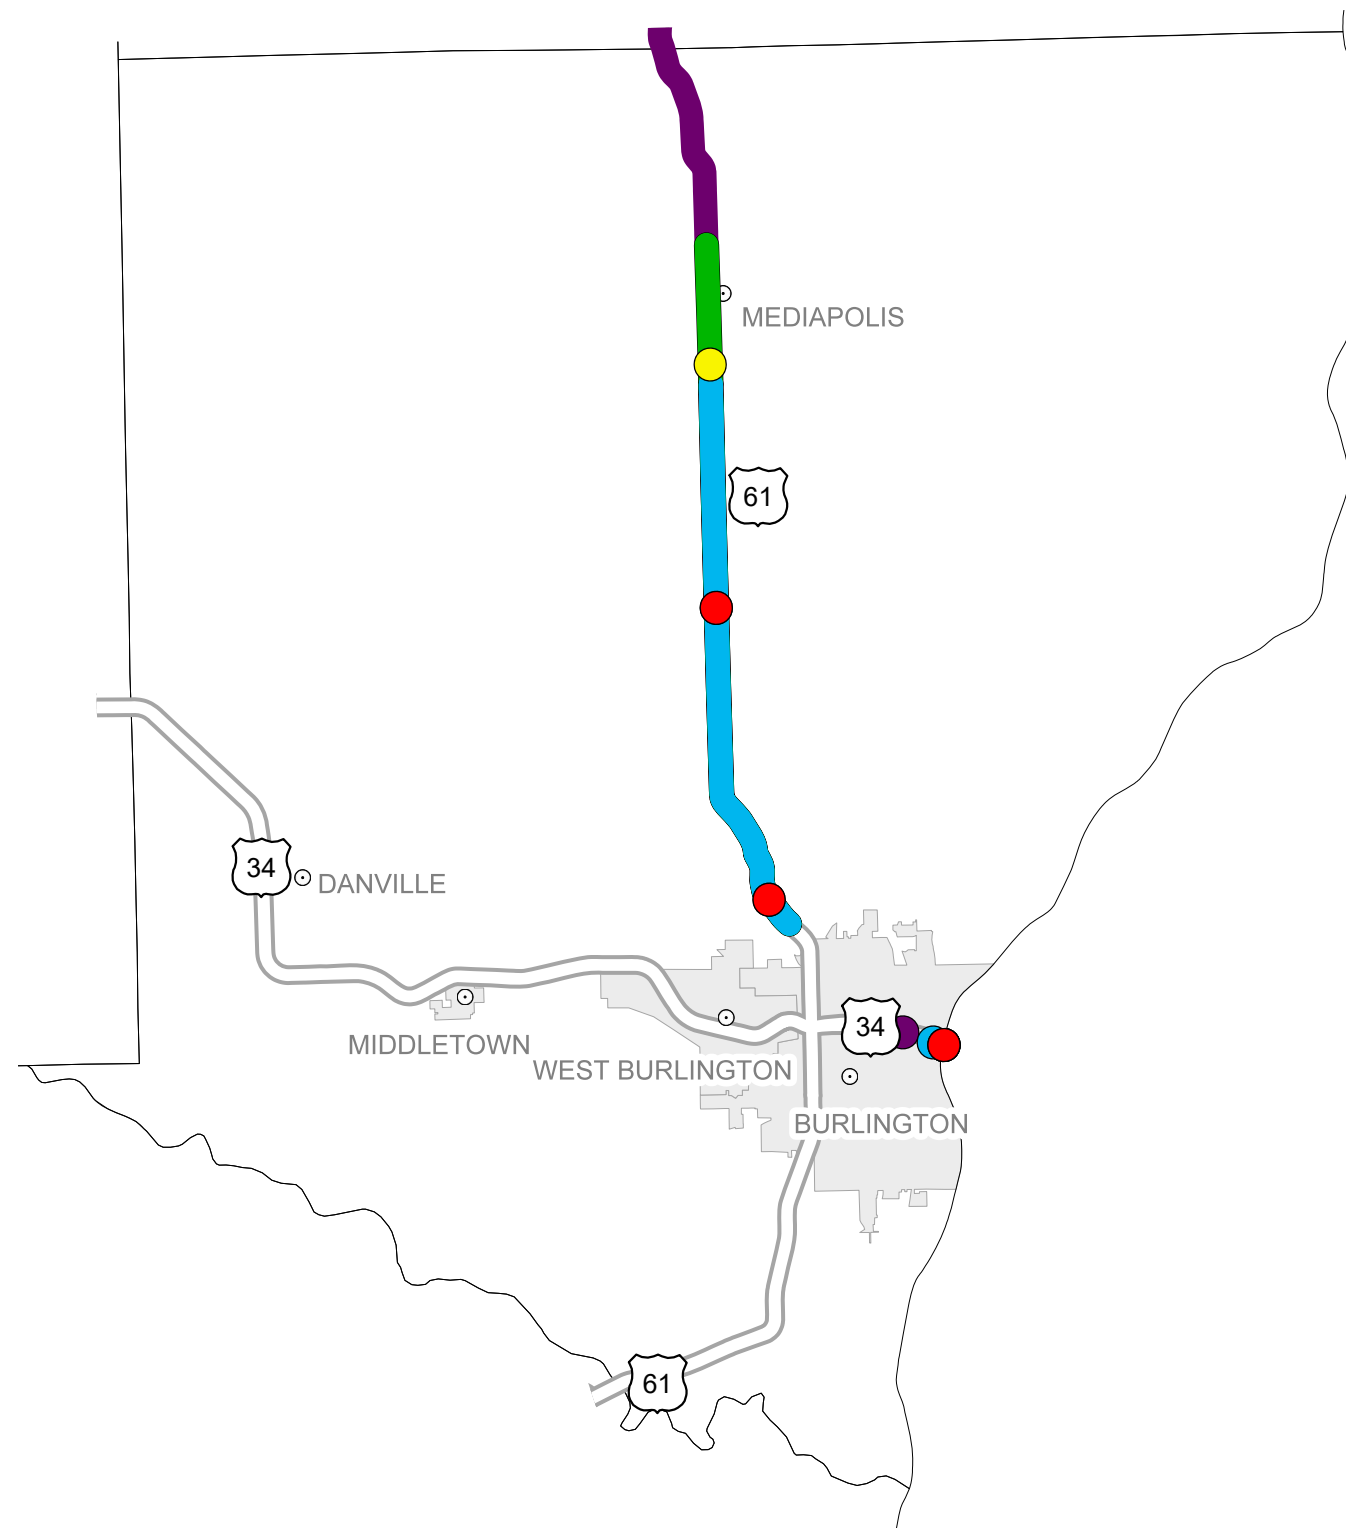 MEDIAPOLIS
61
34
DANVILLE
34
MIDDLETOWN
WEST BURLINGTON
BURLINGTON
61